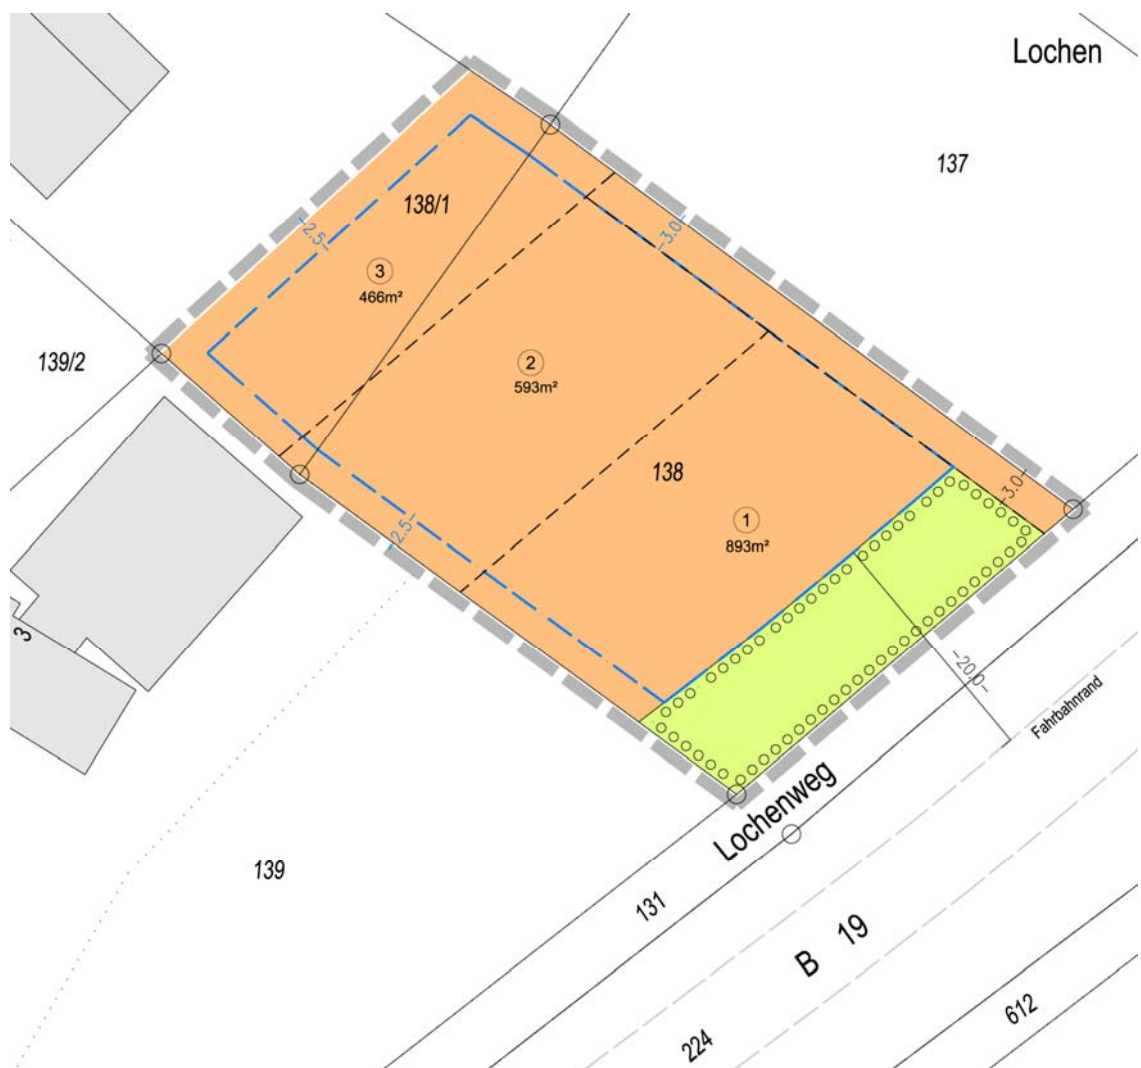 Lochen
137
138/1
-2.5-
-3.0-
3
466m²
139/2
2
593m²
138
-3.0-
1
893m²
-2.5-
3
-20.0-
Fahrbahnrand
Lochenweg
139
131
B 19
612
224